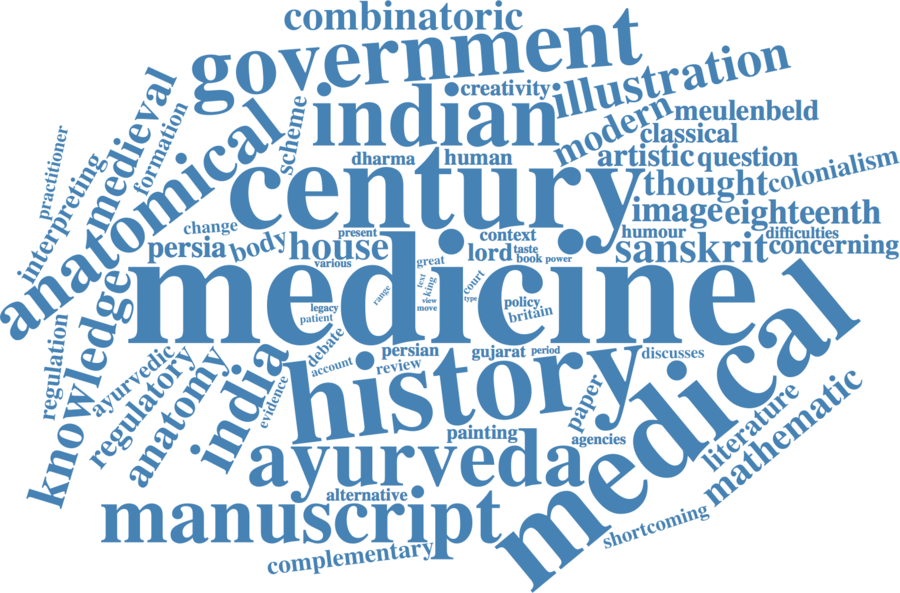 combinatoric
government
creativity
illustration
indian
modern
meulenbeld
classical
medieval
formation
scheme
anatomical
practitioner
interpreting
dharma
human
artistic
question
century
thought
colonialism
image
eighteenth
change
persia
body
house
present
various
context
lord
taste
book
power
humour
difficulties
sanskrit
concerning
medicine
great
text
king
view
move
range
court
type
legacy
patient
policy
britain
knowledge
regulation
ayurvedic
regulatory
anatomy
india
evidence
debate
account
persian
review
gujarat
period
discusses
history
paper
agencies
painting
medical
literature
mathematic
ayurveda
alternative
manuscript
shortcoming
complementary